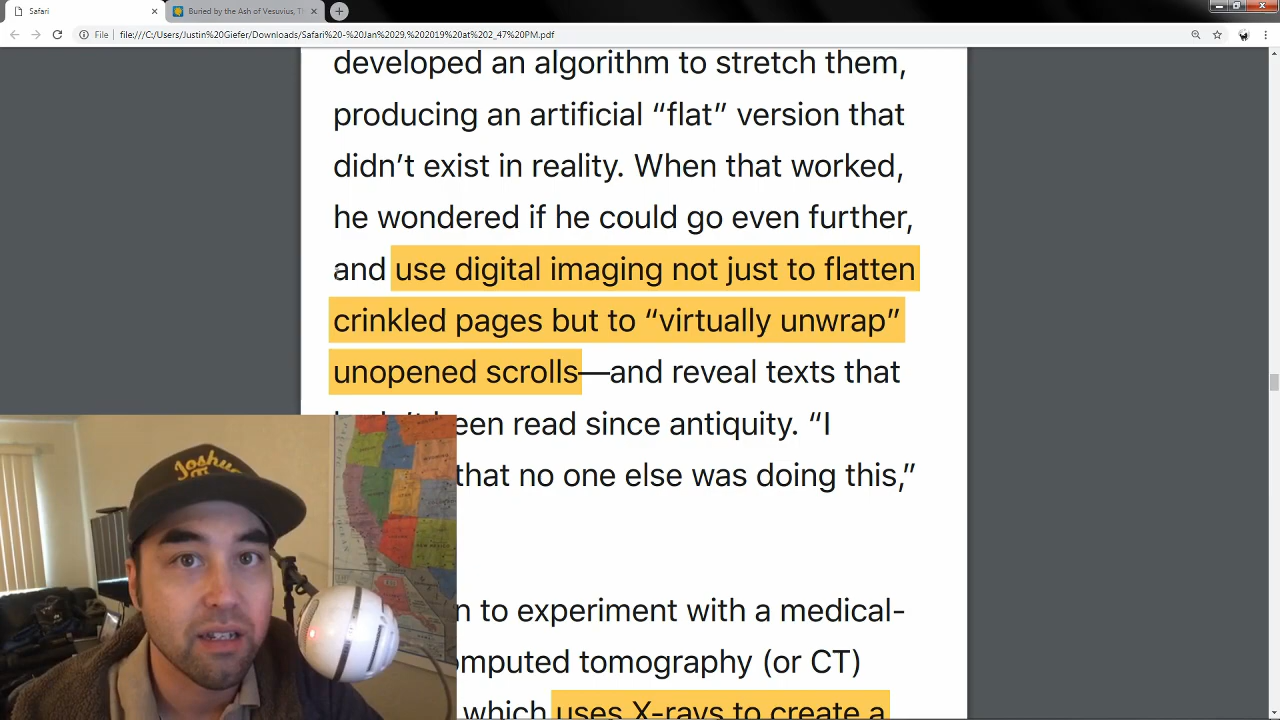 Safari
Buried by the Ash of Vesuvius, Th
File
file:///C:/Users/Justin%20Giefer/Downloads/Safari%20-%20Jan%2029,%202019%20at%202_47%20PM.pdf
developed an algorithm to stretch them,
producing an artificial “flat” version that
didn’t exist in reality. When that worked,
he wondered if he could go even further,
and use digital imaging not just to flatten
crinkled pages but to “virtually unwrap”
unopened scrolls—and reveal texts that
been read since antiquity. “I
that no one else was doing this,”
to experiment with a medical-
computed tomography (or CT)
which uses X-rays to create a
Joshua